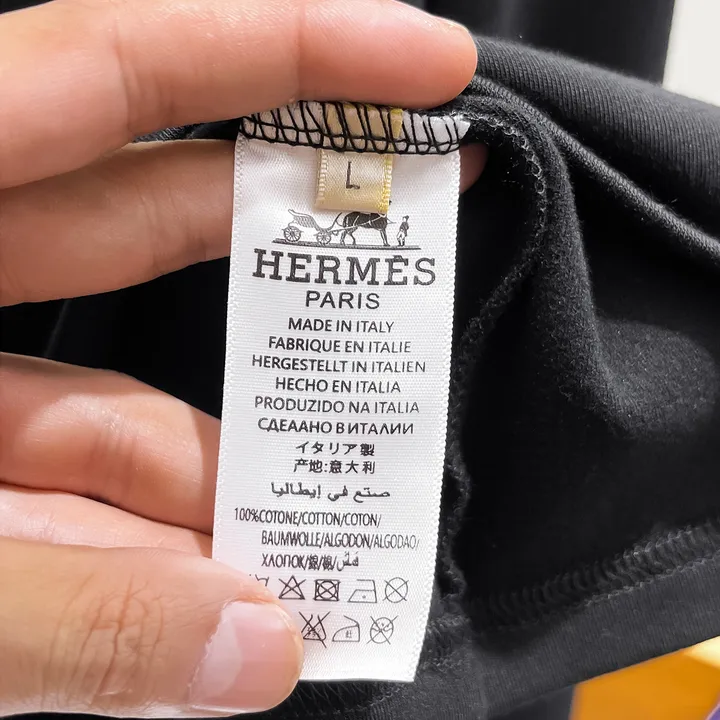 L
HERMÈS
PARIS
MADE IN ITALY
FABRIQUE EN ITALIE
HERGESTELLT IN ITALIEN
HECHO EN ITALIA
PRODUZIDO NA ITALIA
СДЕААНО В ИТАЛИИ
イタリア製
产地:意大利
صنع في إيطاليا
100%COTONE/COTTON/COTON/
BAUMWOLLE/ALGODON/ALGODAO/
ХЛОПОК/綿/棉/قطن